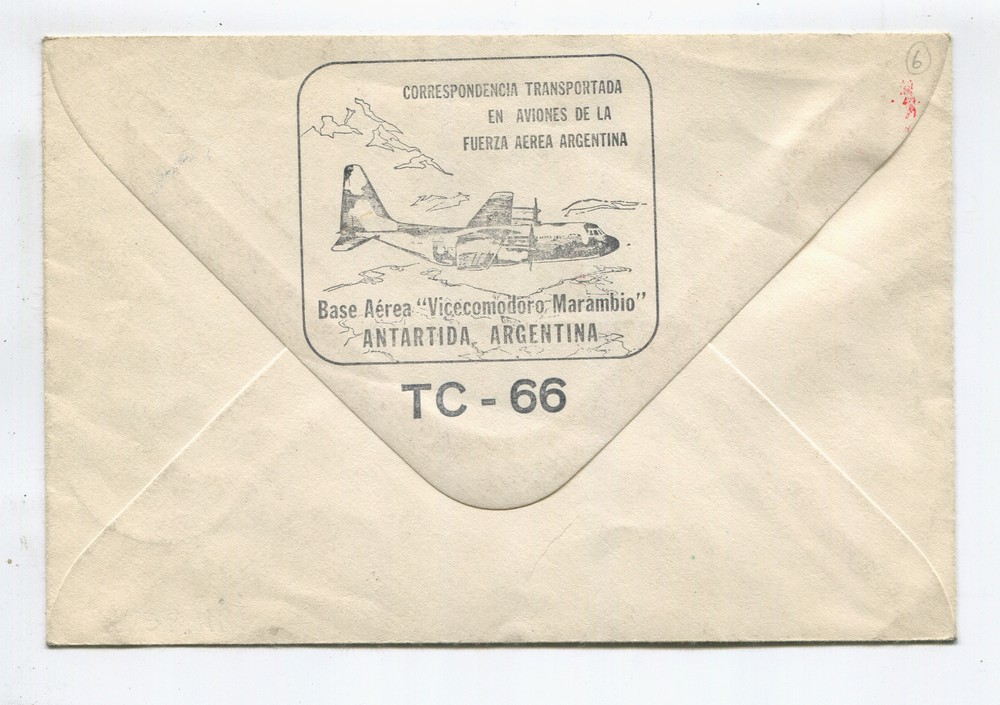 6
CORRESPONDENCIA TRANSPORTADA
EN AVIONES DE LA
FUERZA AEREA ARGENTINA
Base Aérea "Vicecomodoro Marambio"
ANTARTIDA ARGENTINA
TC - 66